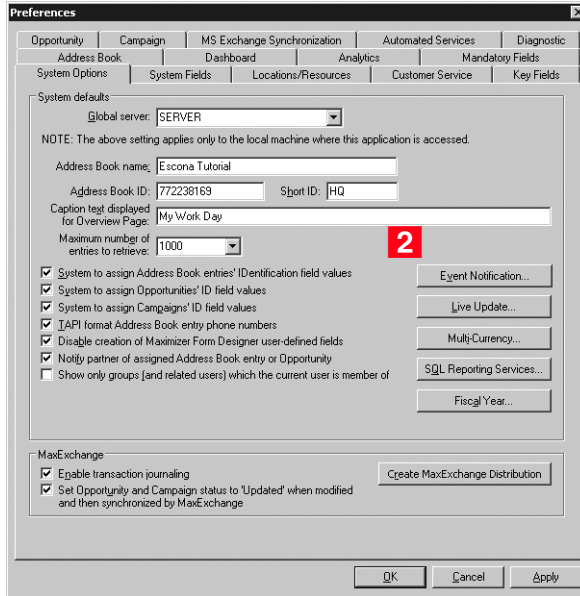 Preferences
Opportunity Campaign MS Exchange Synchronization Automated Services Diagnostic
Address Book Dashboard Analytics Mandatory Fields
System Options System Fields Locations/Resources Customer Service Key Fields
System defaults
Global server: SERVER
NOTE: The above setting applies only to the local machine where this application is accessed.
Address Book name: Escona Tutorial
Address Book ID: 772238169 Short ID: HQ
Caption text displayed
for Overview Page: My Work Day
Maximum number of
entries to retrieve: 1000
2
System to assign Address Book entries' IDentification field values
Event Notification...
System to assign Opportunities' ID field values
System to assign Campaigns' ID field values
Live Update...
TAPI format Address Book entry phone numbers
Disable creation of Maximizer Form Designer user-defined fields
Multi-Currency...
Notify partner of assigned Address Book entry or Opportunity
Show only groups (and related users) which the current user is member of
SQL Reporting Services...
Fiscal Year...
MaxExchange
Enable transaction journaling
Create MaxExchange Distribution
Set Opportunity and Campaign status to 'Updated' when modified
and then synchronized by MaxExchange
OK Cancel Apply